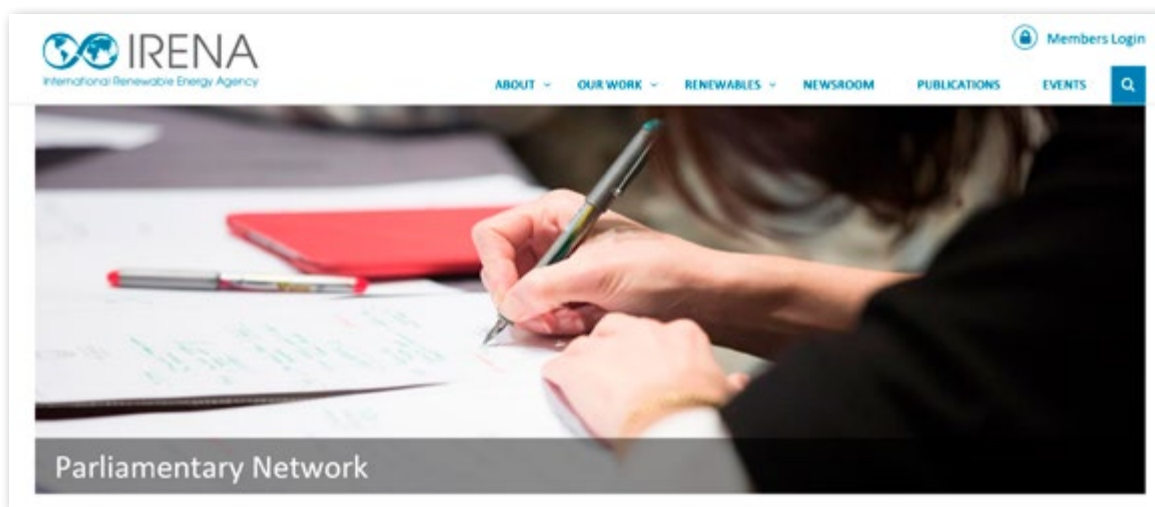 IRENA
International Renewable Energy Agency
Members Login
ABOUT OUR WORK RENEWABLES NEWSROOM PUBLICATIONS EVENTS
Parliamentary Network